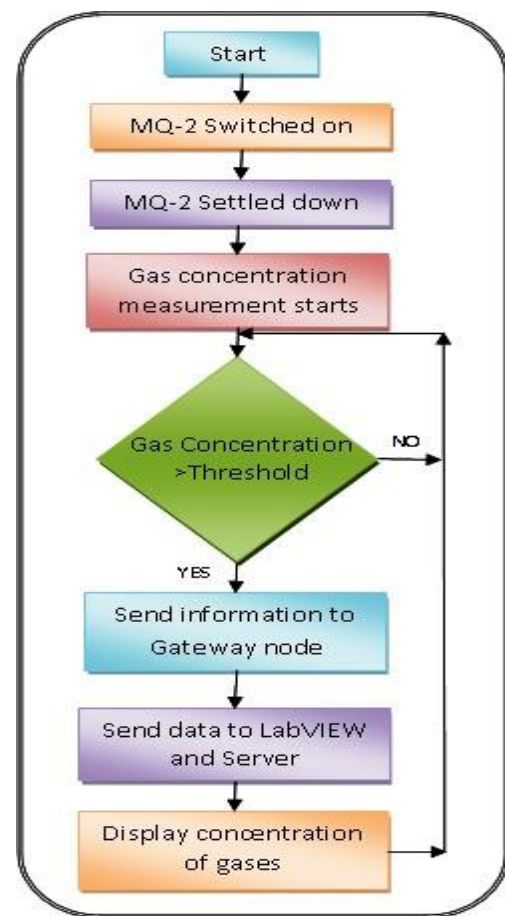 Start
MQ-2 Switched on
MQ-2 Settled down
Gas concentration
measurement starts
Gas Concentration
>Threshold
NO
YES
Send information to
Gateway node
Send data to LabVIEW
and Server
Display concentration
of gases